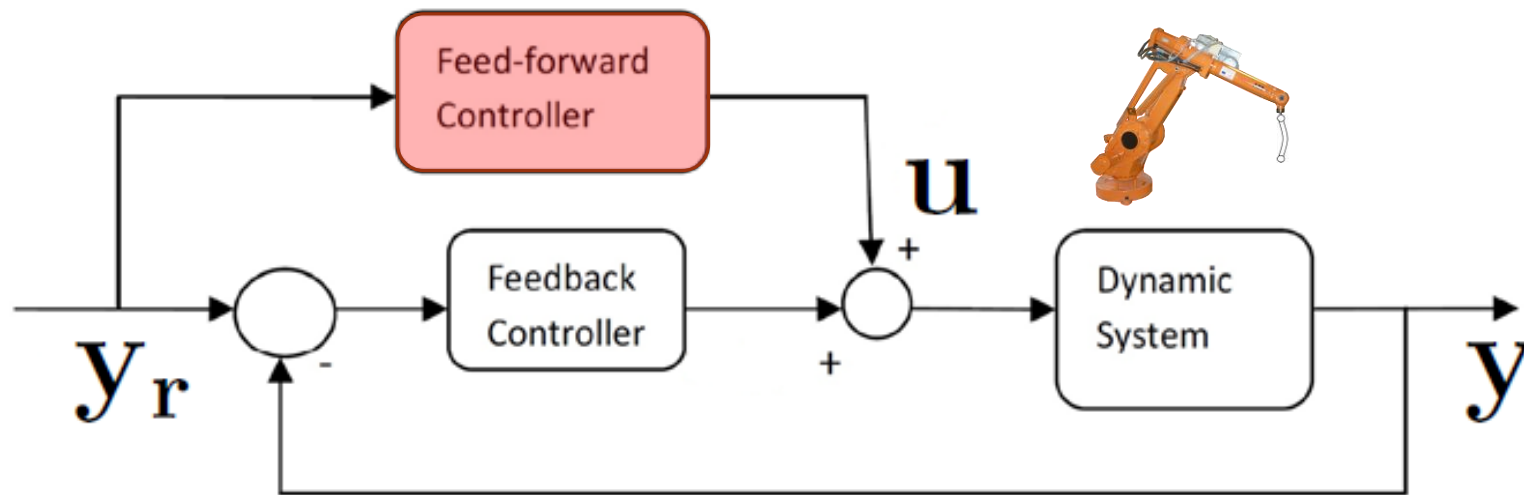 Feed-forward
Controller
u
+
Feedback
Controller
Dynamic
System
+
-
y_r
y